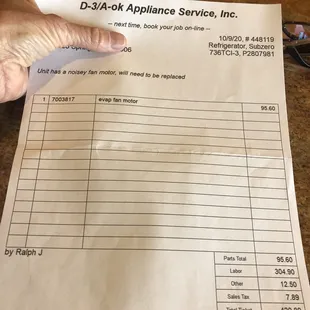 D-3/A-ok Appliance Service, Inc.
-- next time, book your job on-line --
10/9/20, # 448119
Refrigerator, Subzero
736TCI-3, P2807981
Unit has a noisey fan motor, will need to be replaced
1 7003817 evap fan motor 95.60
by Ralph J
Parts Total 95.60
Labor 304.90
Other 12.50
Sales Tax 7.89